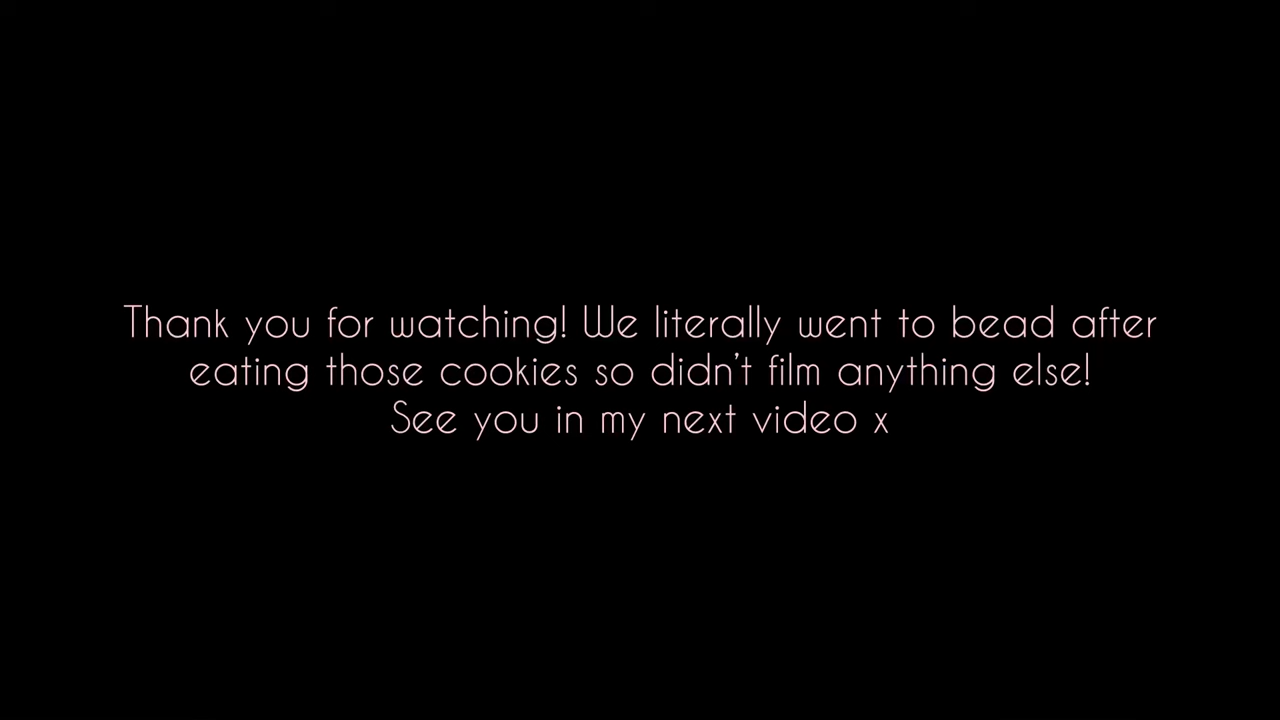 Thank you for watching! We literally went to bead after
eating those cookies so didn't film anything else!
See you in my next video x